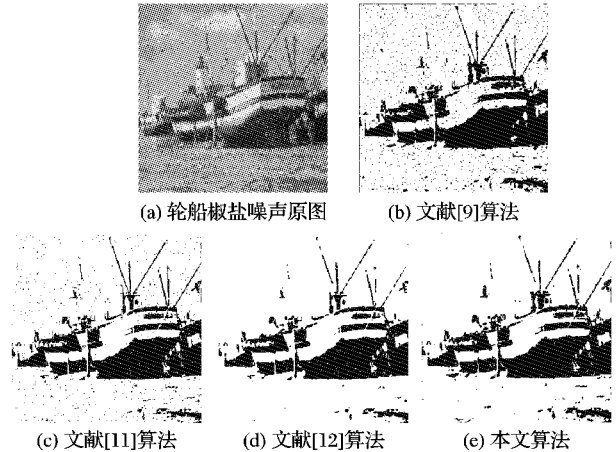 (a) 轮船椒盐噪声原图
(b) 文献[9]算法
(c) 文献[11]算法
(d) 文献[12]算法
(e) 本文算法